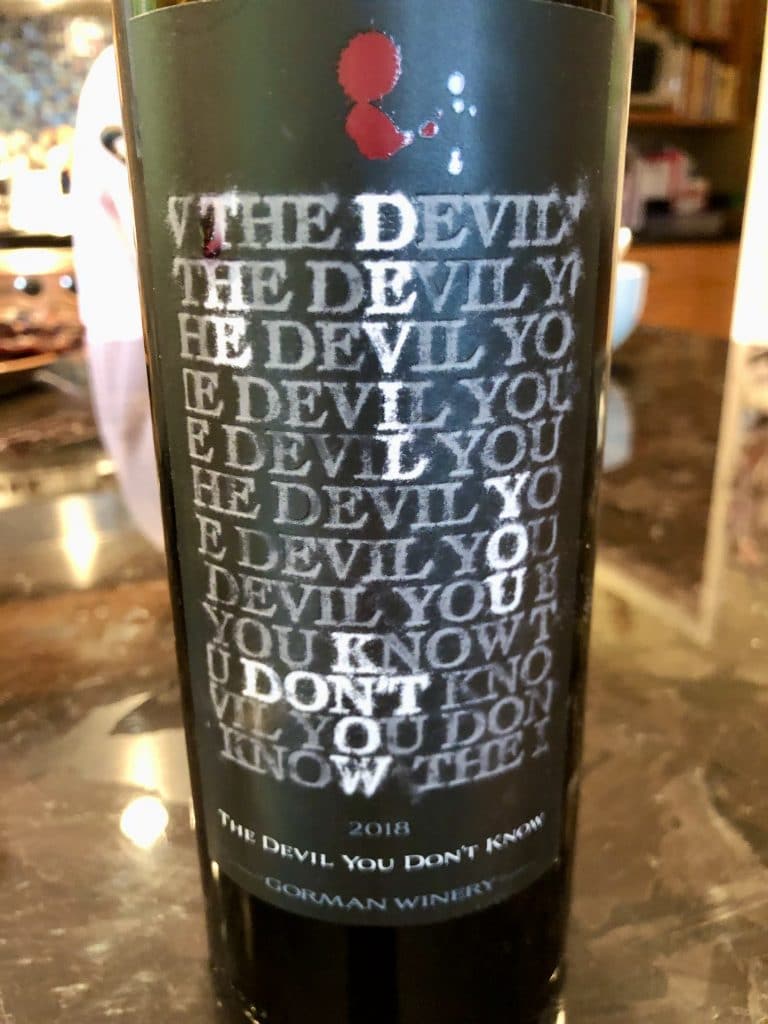 W THE DEVIL Y
THE DEVIL YO
HE DEVIL YO
E DEVIL YOU
E DEVIL YOU
HE DEVIL YO
E DEVIL YOU
DEVIL YOU K
YOU KNOW T
U DON'T KNO
VIL YOU DON
KNOW THE
2018
THE DEVIL YOU DON'T KNOW
GORMAN WINERY